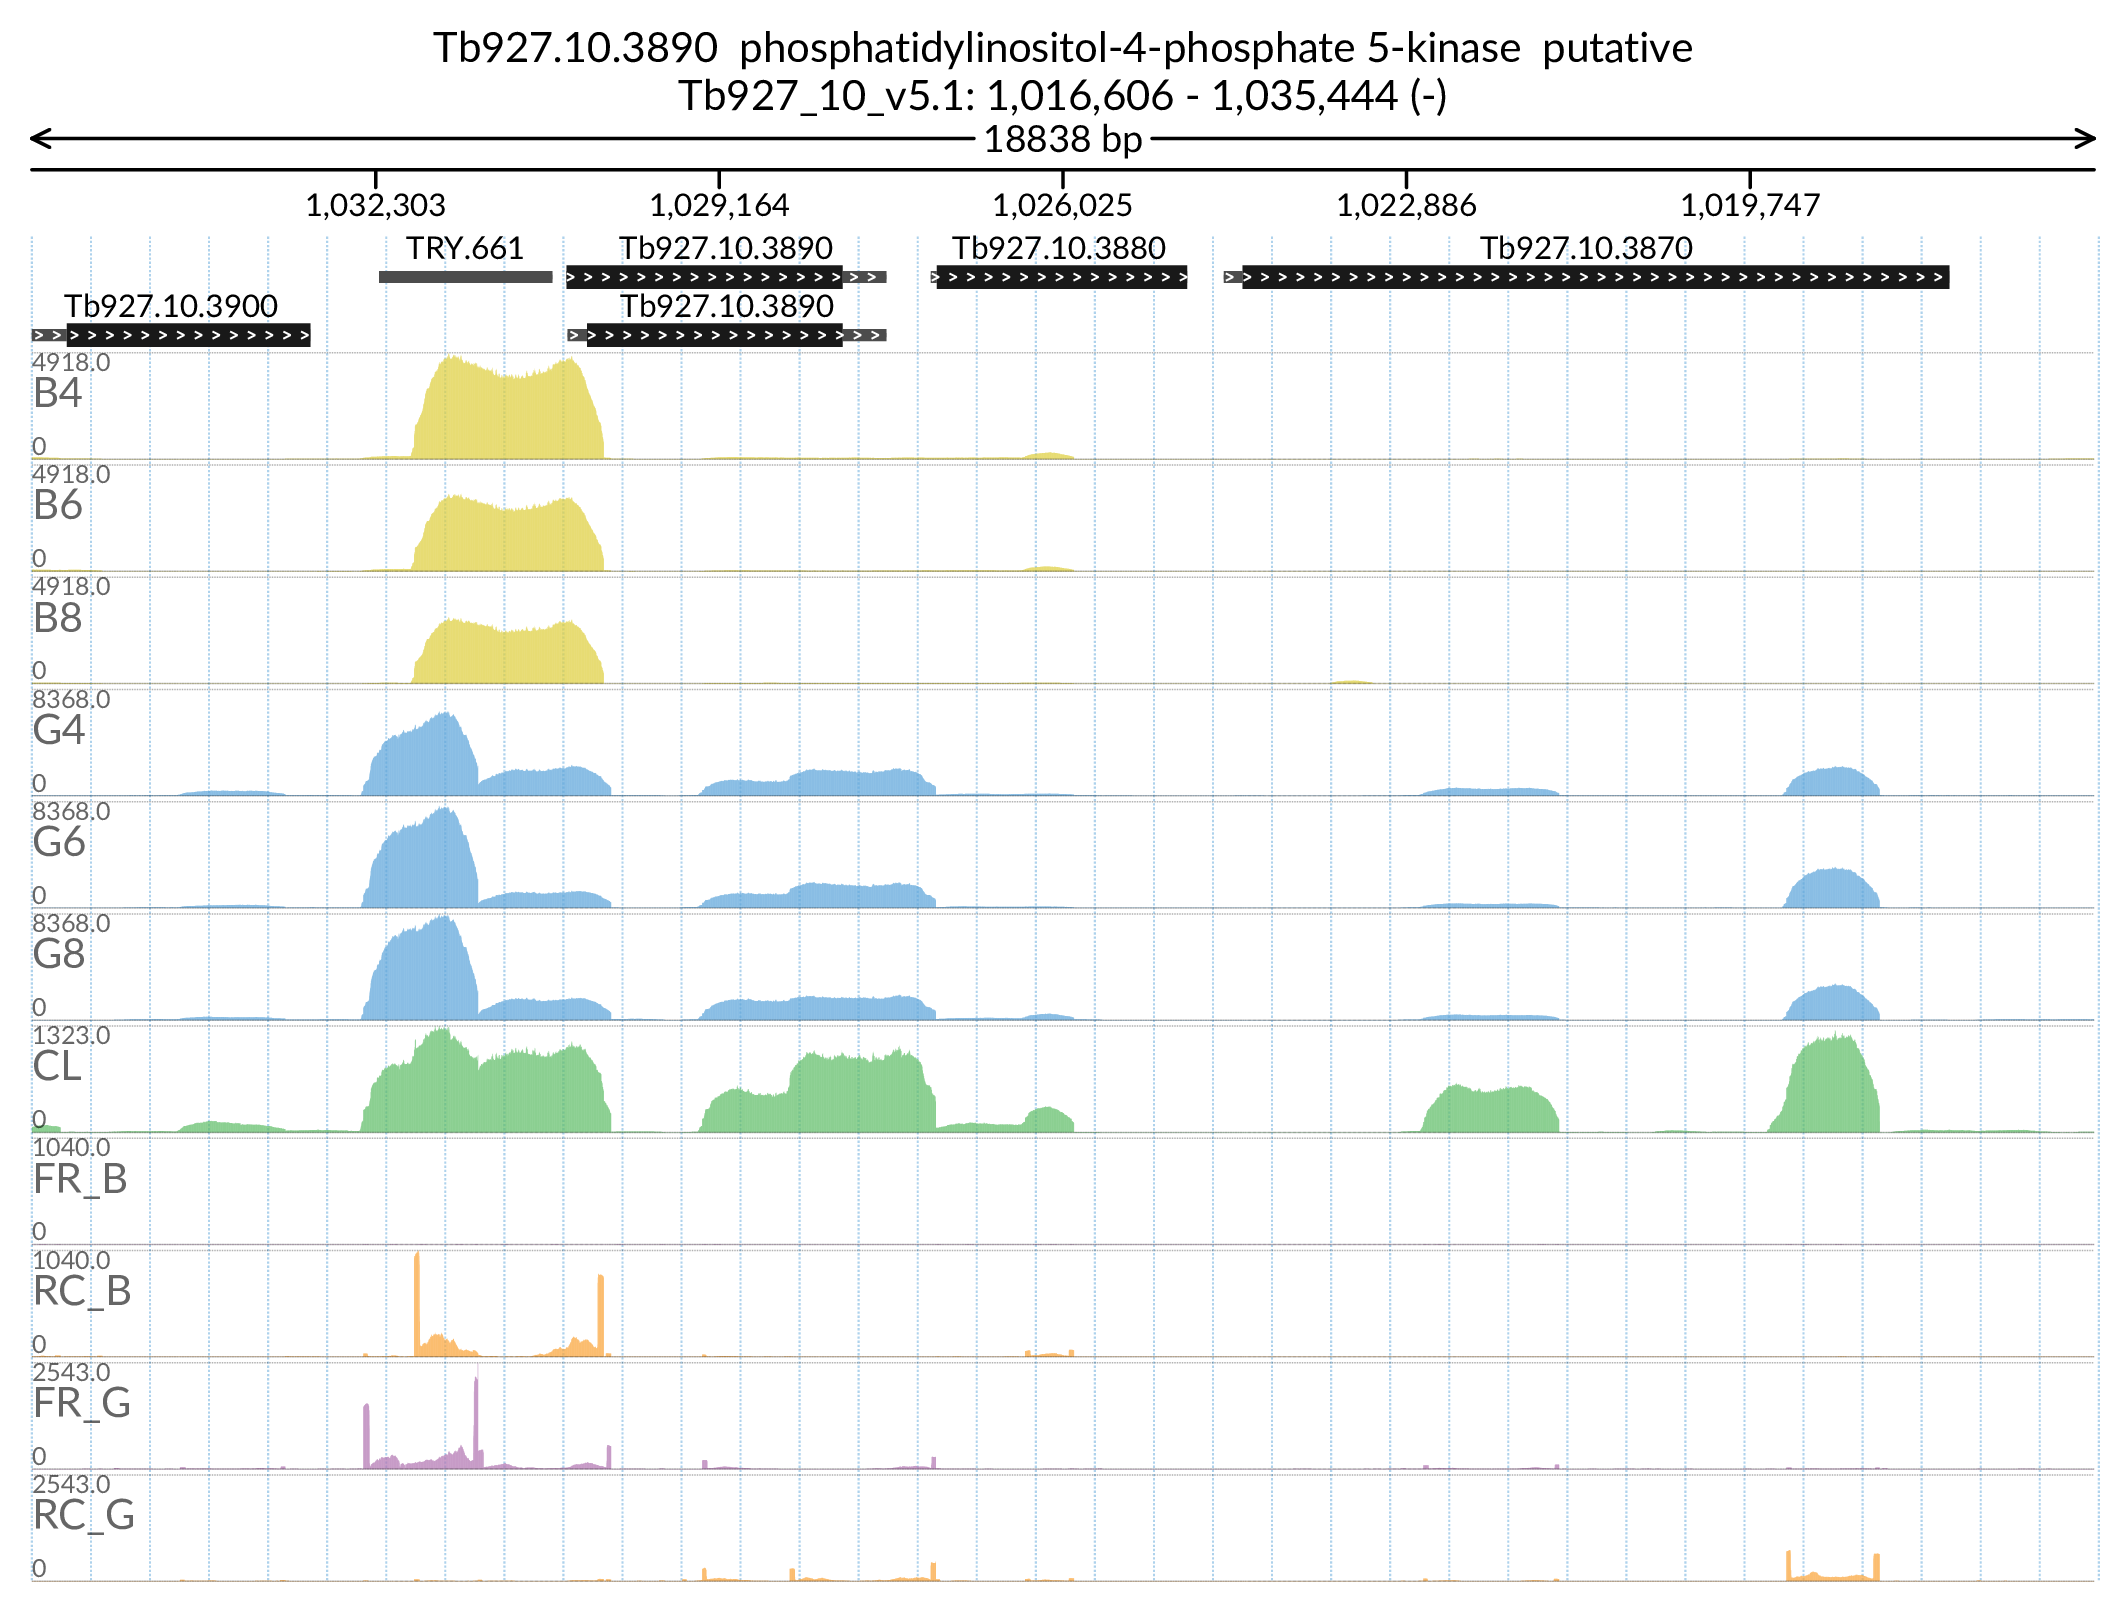 Tb927.10.3890  phosphatidylinositol-4-phosphate 5-kinase  putative
Tb927_10_v5.1: 1,016,606 - 1,035,444 (-)
18838 bp
1,032,303 1,029,164 1,026,025 1,022,886 1,019,747
TRY.661 Tb927.10.3890 Tb927.10.3880 Tb927.10.3870
Tb927.10.3900 Tb927.10.3890
4918.0
B4
0
4918.0
B6
0
4918.0
B8
0
8368.0
G4
0
8368.0
G6
0
8368.0
G8
0
1323.0
CL
0
1040.0
FR_B
0
1040.0
RC_B
0
2543.0
FR_G
0
2543.0
RC_G
0